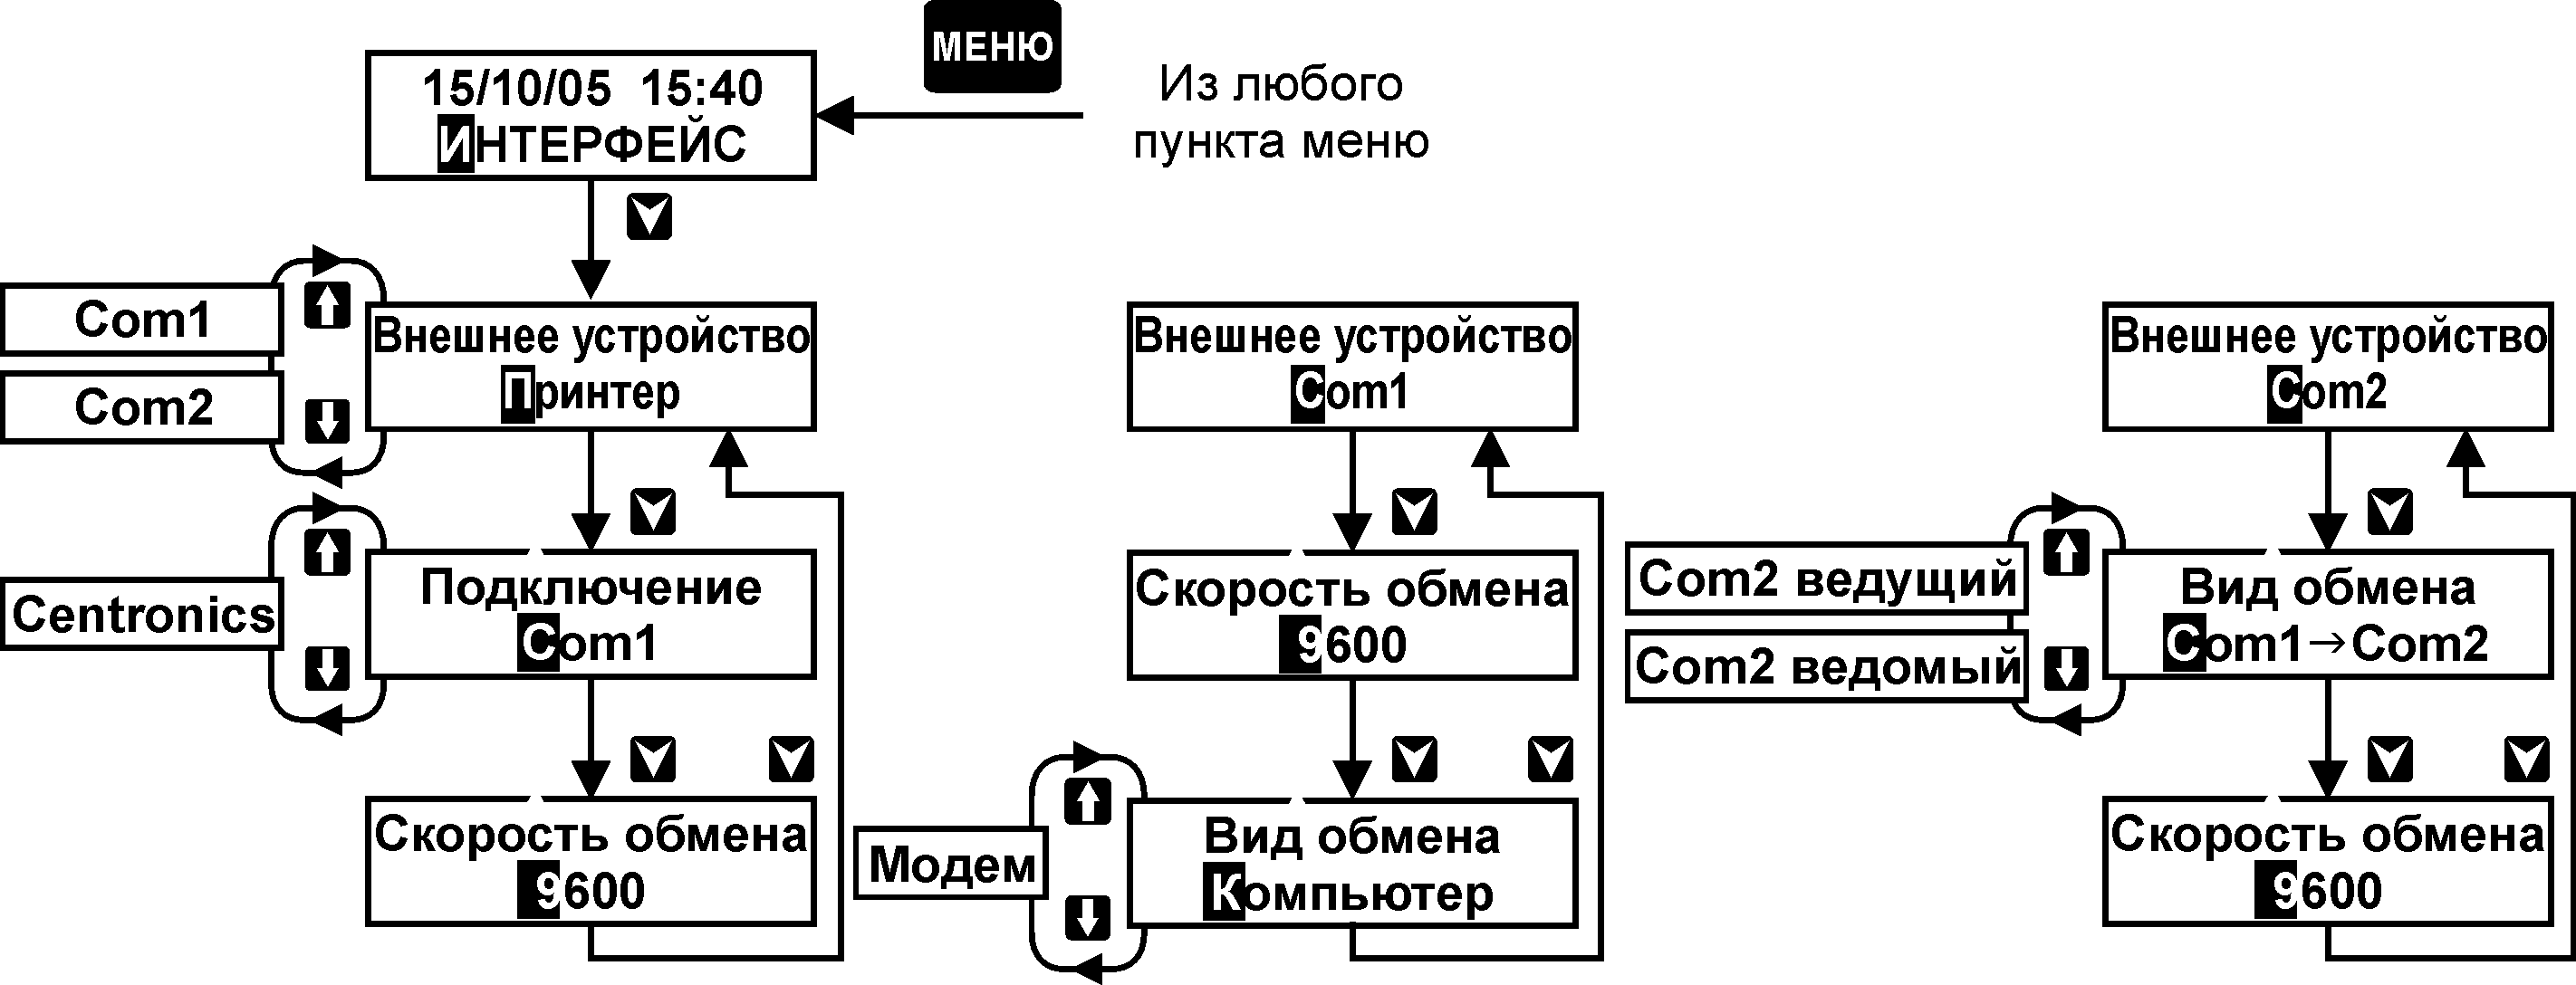 МЕНЮ
Из любого
пункта меню
15/10/05 15:40
ИНТЕРФЕЙС
Com1
Com2
Внешнее устройство
Принтер
Centronics
Подключение
Com1
Скорость обмена
9600
Внешнее устройство
Com1
Скорость обмена
9600
Модем
Вид обмена
Компьютер
Внешнее устройство
Com2
Com2 ведущий
Com2 ведомый
Вид обмена
Com1→Com2
Скорость обмена
9600